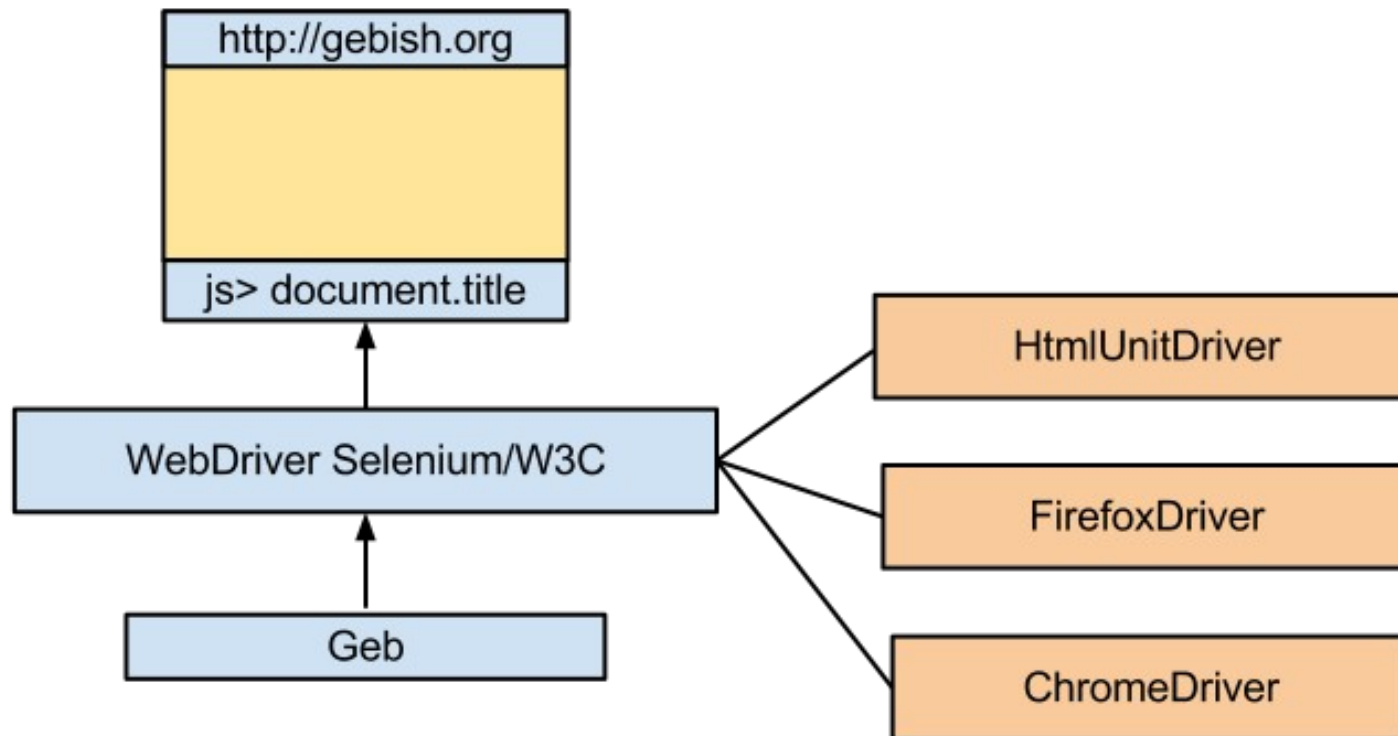 http://gebish.org
js> document.title
HtmlUnitDriver
WebDriver Selenium/W3C
FirefoxDriver
Geb
ChromeDriver